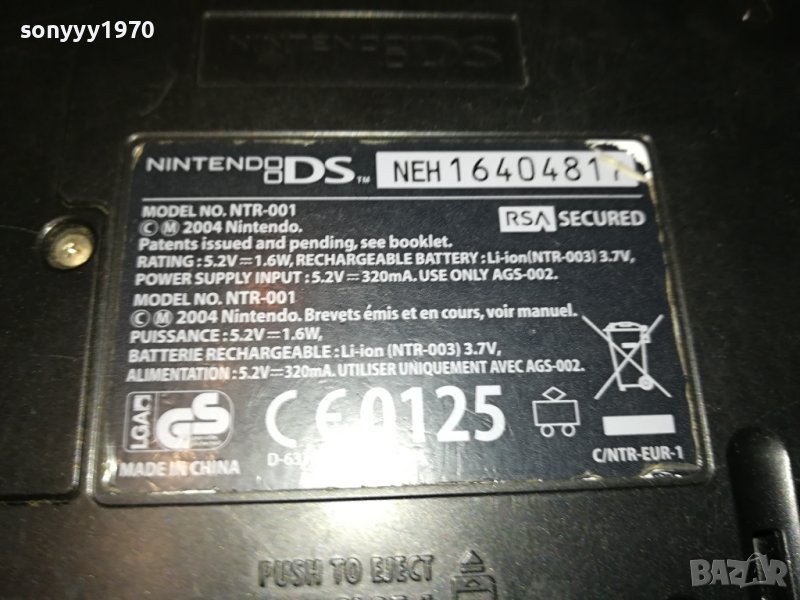 sonyyy1970
NINTENDO DS
NINTENDO DS™ NEH16404817
MODEL NO. NTR-001
©Ⓜ 2004 Nintendo.
RSA SECURED
Patents issued and pending, see booklet.
RATING : 5.2V⎓1.6W, RECHARGEABLE BATTERY : Li-ion(NTR-003) 3.7V,
POWER SUPPLY INPUT : 5.2V⎓320mA. USE ONLY AGS-002.
MODEL NO. NTR-001
©Ⓜ 2004 Nintendo. Brevets émis et en cours, voir manuel.
PUISSANCE : 5.2V⎓1.6W,
BATTERIE RECHARGEABLE : Li-ion (NTR-003) 3.7V,
ALIMENTATION : 5.2V⎓320mA. UTILISER UNIQUEMENT AVEC AGS-002.
LGA GS CE0125
MADE IN CHINA
C/NTR-EUR-1
PUSH TO EJECT
BAZAR